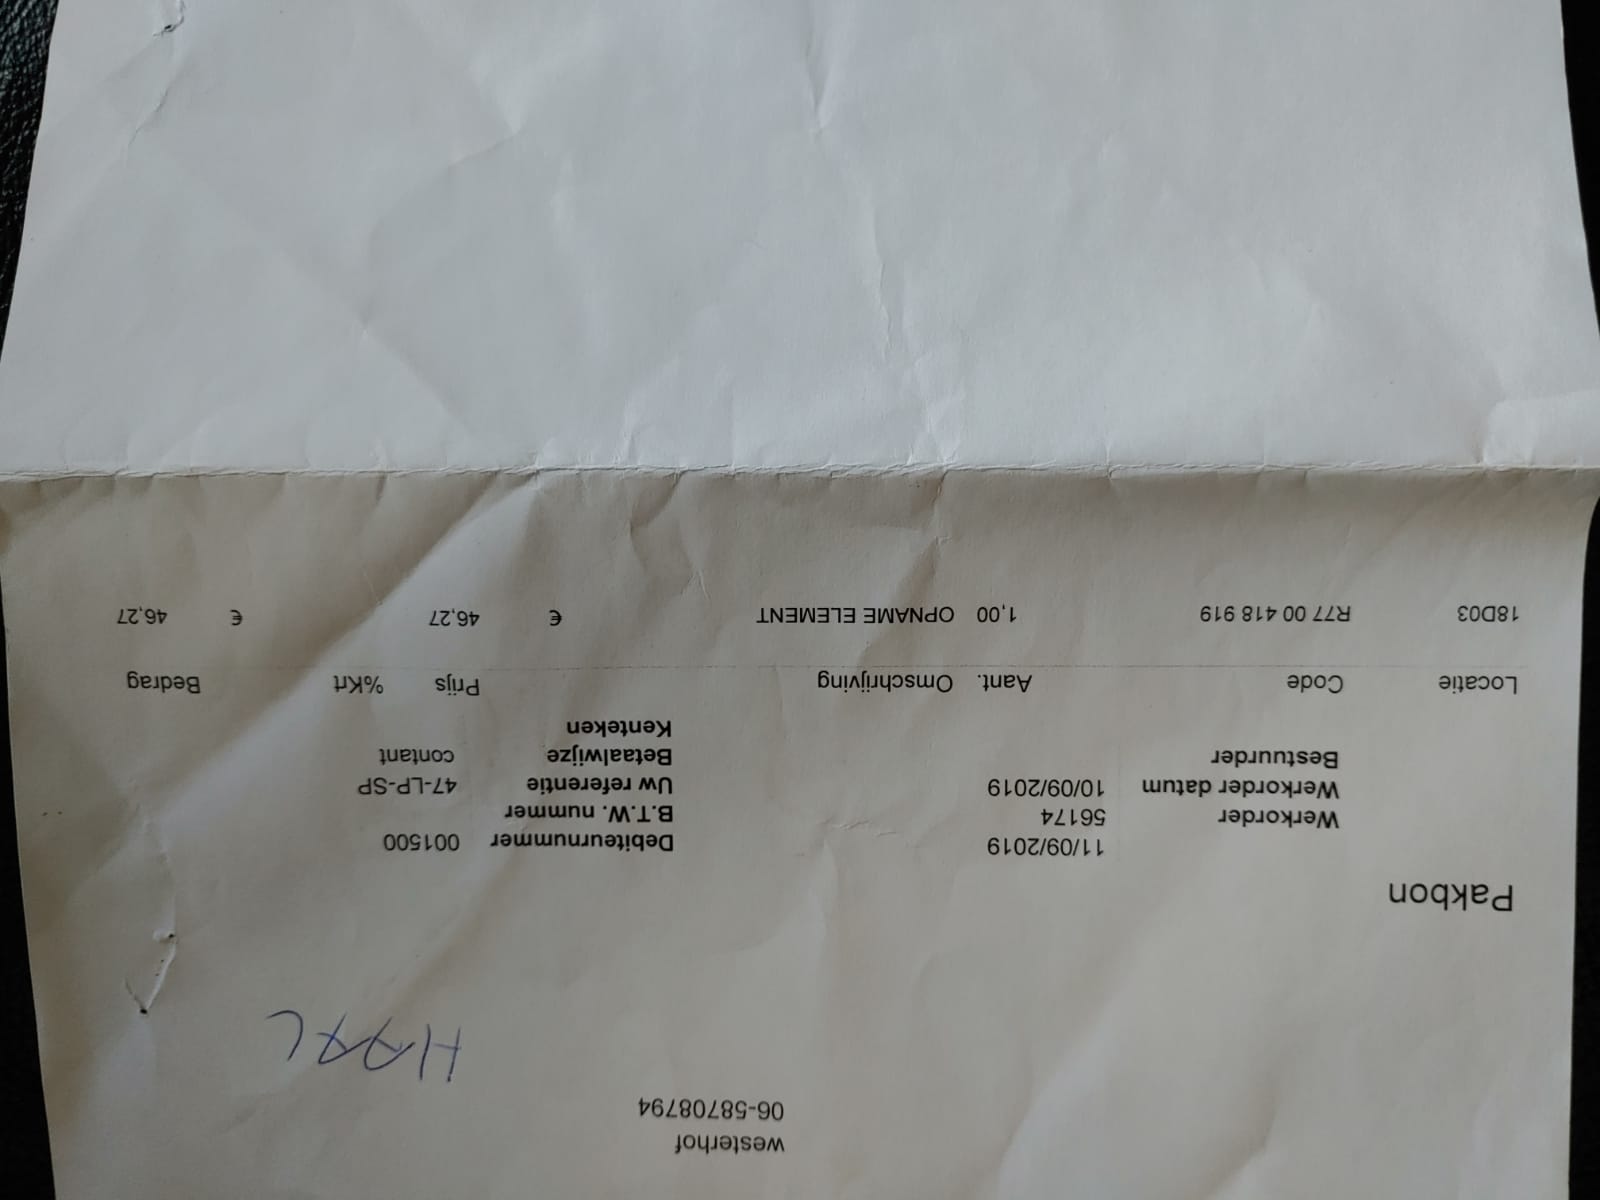 westerhof
06-58708794
HAAL
Pakbon
11/09/2019 Debiteurnummer 001500
Werkorder 56174 B.T.W. nummer
Werkorder datum 10/09/2019 Uw referentie 47-LP-SP
Bestuurder Betaalwijze contant
Kenteken
Locatie Code Aant. Omschrijving Prijs %Krt Bedrag
18D03 R77 00 418 919 1,00 OPNAME ELEMENT € 46,27 € 46,27